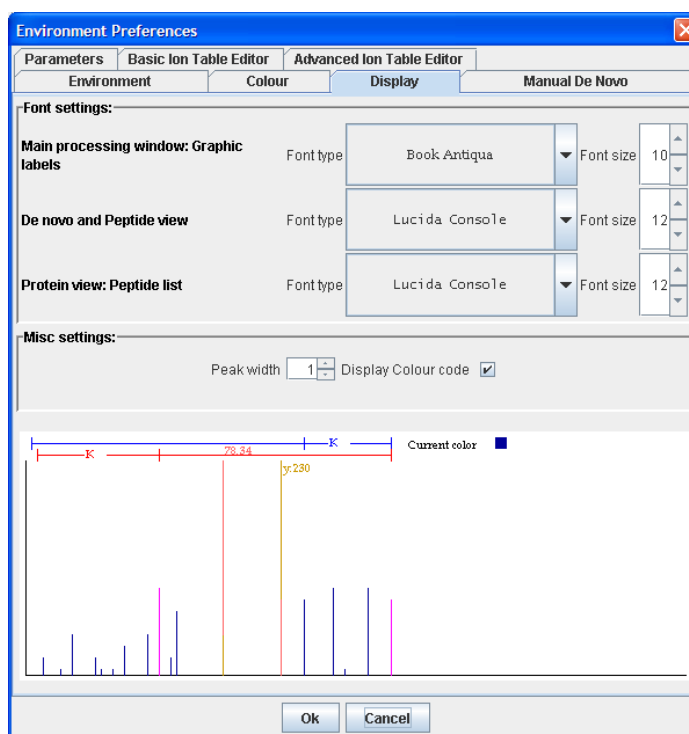 Environment Preferences
Parameters Basic Ion Table Editor Advanced Ion Table Editor
Environment Colour Display Manual De Novo
Font settings:
Main processing window: Graphic labels Font type Book Antiqua Font size 10
De novo and Peptide view Font type Lucida Console Font size 12
Protein view: Peptide list Font type Lucida Console Font size 12
Misc settings:
Peak width 1 Display Colour code
K Current color
K 78.34
y:230
Ok Cancel